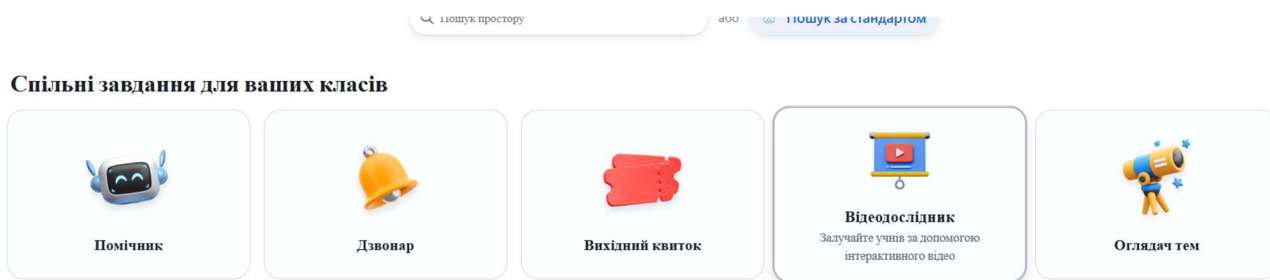 Пошук простору
або
Пошук за стандартом
Спільні завдання для ваших класів
Помічник
Дзвонар
Вихідний квиток
Відеодослідник
Залучайте учнів за допомогою
інтерактивного відео
Оглядач тем